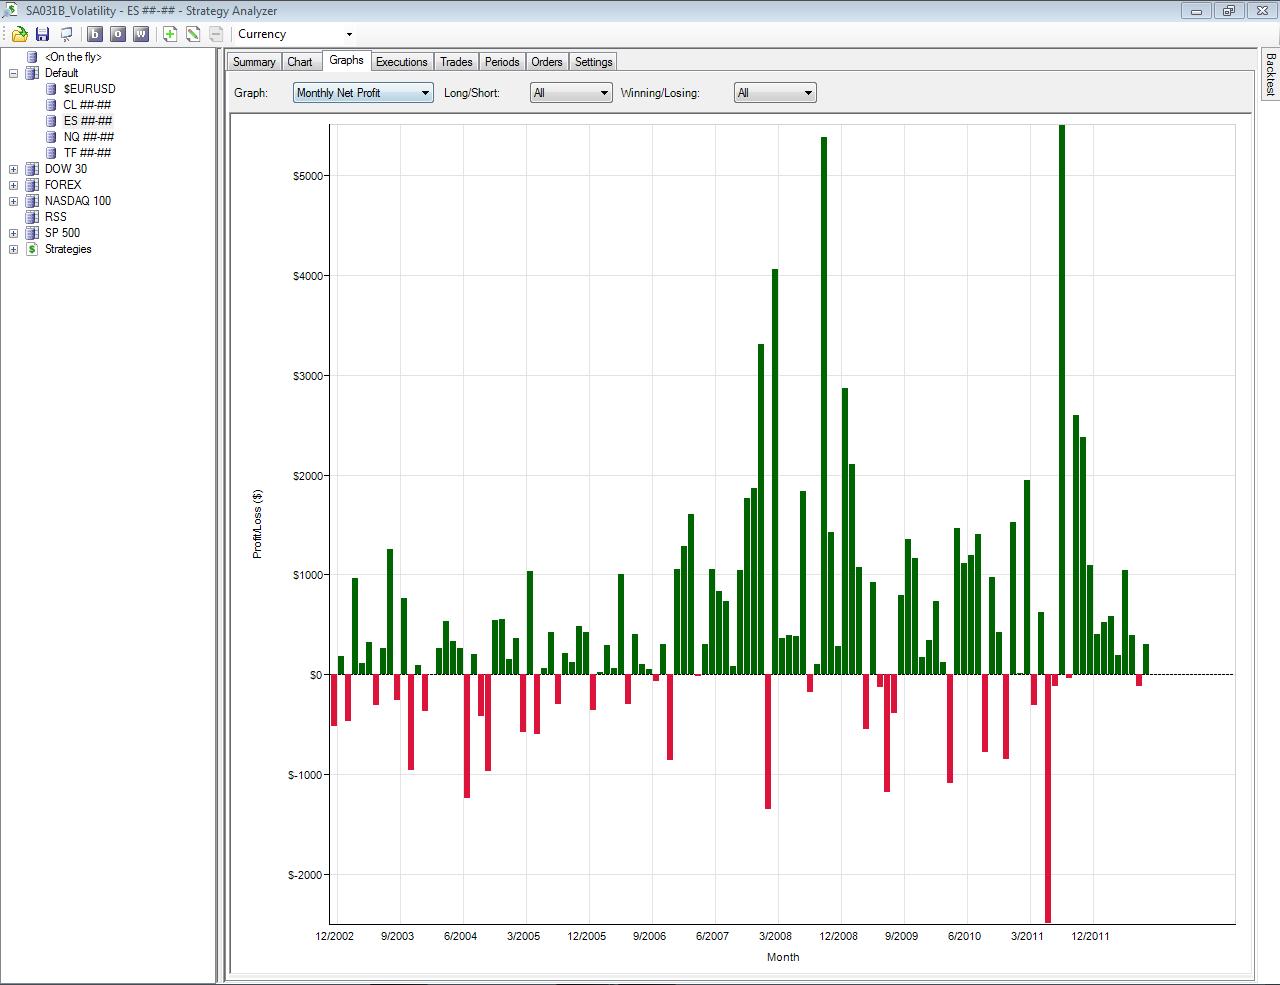 SA031B_Volatility - ES ##-## - Strategy Analyzer
b o w Currency
<On the fly>
Default
$EURUSD
CL ##-##
ES ##-##
NQ ##-##
TF ##-##
DOW 30
FOREX
NASDAQ 100
RSS
SP 500
$ Strategies
Summary Chart Graphs Executions Trades Periods Orders Settings
Graph: Monthly Net Profit Long/Short: All Winning/Losing: All
$5000
$4000
$3000
$2000
$1000
$0
$-1000
$-2000
Profit/Loss ($)
12/2002 9/2003 6/2004 3/2005 12/2005 9/2006 6/2007 3/2008 12/2008 9/2009 6/2010 3/2011 12/2011
Month
Backtest